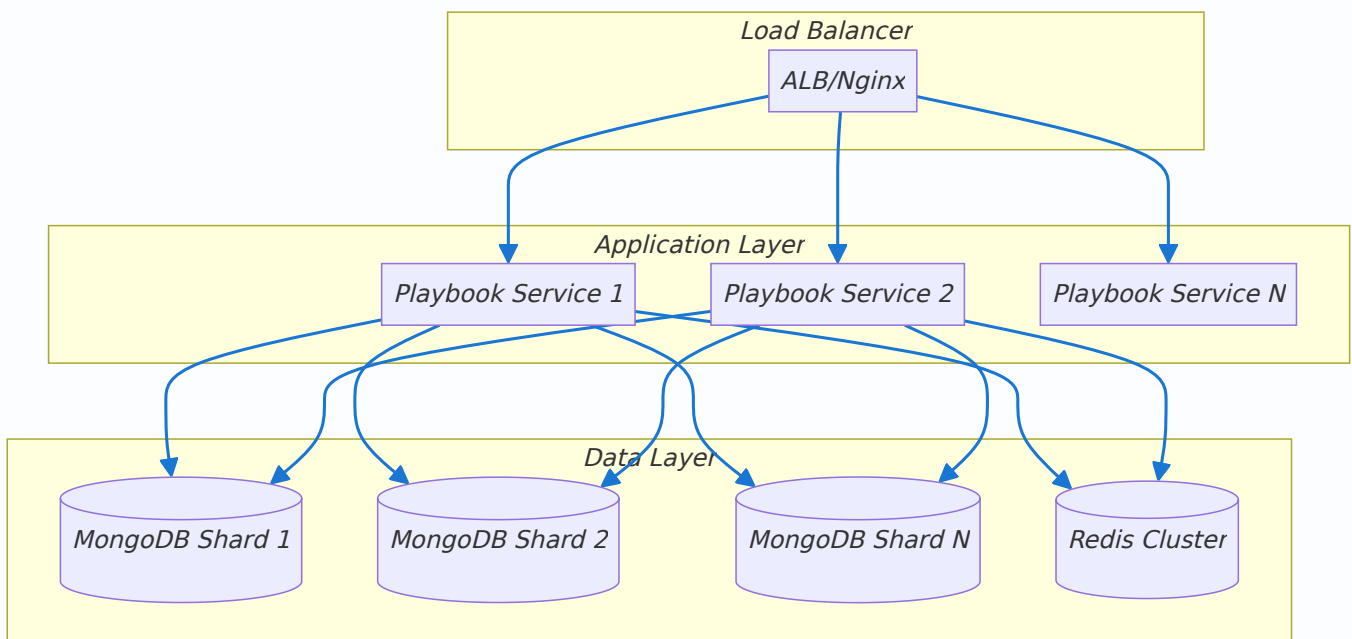 Load Balancer
ALB/Nginx
Application Layer
Playbook Service 1
Playbook Service 2
Playbook Service N
Data Layer
MongoDB Shard 1
MongoDB Shard 2
MongoDB Shard N
Redis Cluster